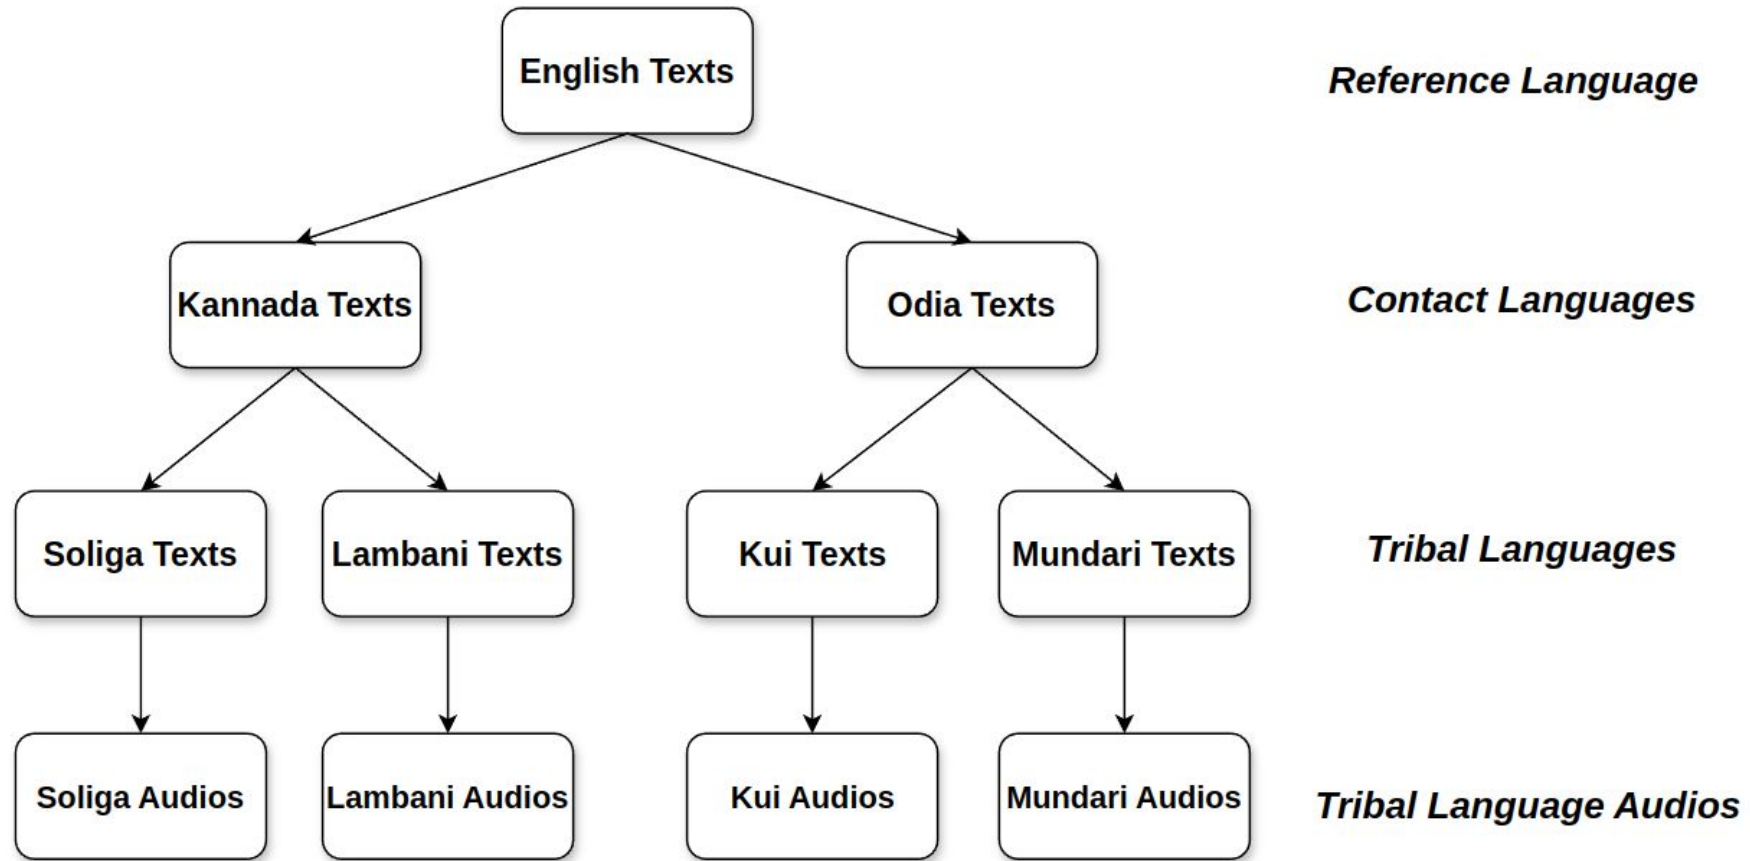 English Texts
Reference Language
Kannada Texts
Odia Texts
Contact Languages
Soliga Texts
Lambani Texts
Kui Texts
Mundari Texts
Tribal Languages
Soliga Audios
Lambani Audios
Kui Audios
Mundari Audios
Tribal Language Audios